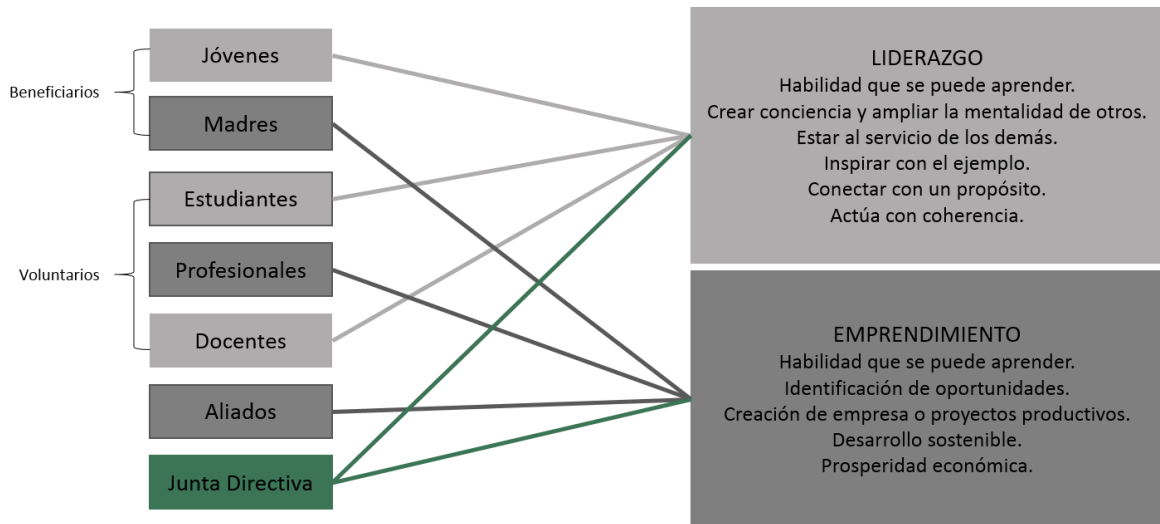 Beneficiarios
Jóvenes
Madres
Voluntarios
Estudiantes
Profesionales
Docentes
Aliados
Junta Directiva
LIDERAZGO
Habilidad que se puede aprender.
Crear conciencia y ampliar la mentalidad de otros.
Estar al servicio de los demás.
Inspirar con el ejemplo.
Conectar con un propósito.
Actúa con coherencia.
EMPRENDIMIENTO
Habilidad que se puede aprender.
Identificación de oportunidades.
Creación de empresa o proyectos productivos.
Desarrollo sostenible.
Prosperidad económica.